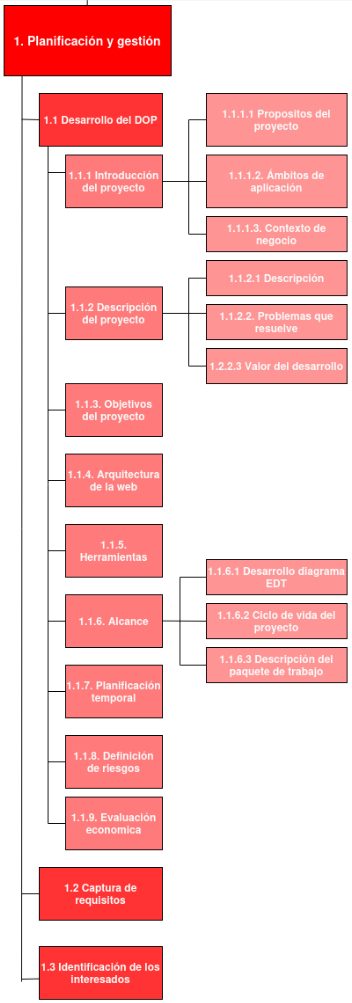 1. Planificación y gestión
1.1 Desarrollo del DOP
1.1.1 Introducción
del proyecto
1.1.1.1 Propositos del
proyecto
1.1.1.2. Ámbitos de
aplicación
1.1.1.3. Contexto de
negocio
1.1.2 Descripción
del proyecto
1.1.2.1 Descripción
1.1.2.2. Problemas que
resuelve
1.2.2.3 Valor del desarrollo
1.1.3. Objetivos
del proyecto
1.1.4. Arquitectura
de la web
1.1.5.
Herramientas
1.1.6. Alcance
1.1.6.1 Desarrollo diagrama
EDT
1.1.6.2 Ciclo de vida del
proyecto
1.1.6.3 Descripción del
paquete de trabajo
1.1.7. Planificación
temporal
1.1.8. Definición
de riesgos
1.1.9. Evaluación
economica
1.2 Captura de
requisitos
1.3 Identificación de los
interesados